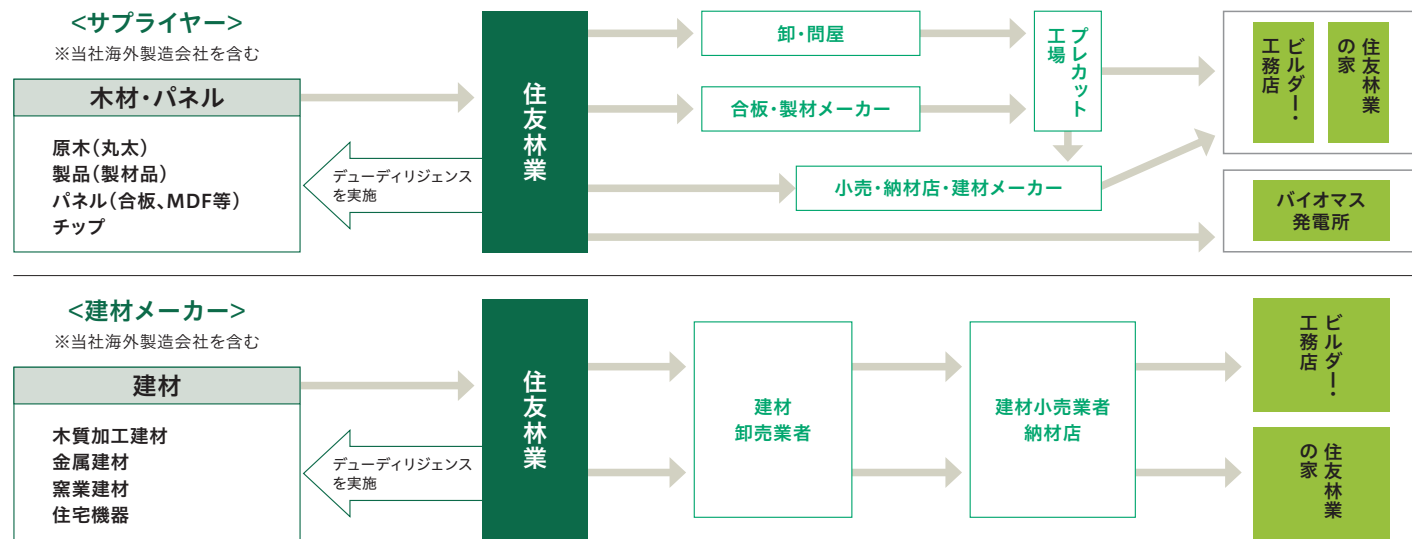 <サプライヤー>
※当社海外製造会社を含む
木材・パネル
原木(丸太)
製品(製材品)
パネル(合板、MDF等)
チップ
デューディリジェンス
を実施
住友林業
卸・問屋
合板・製材メーカー
プレカット
工場
小売・納材店・建材メーカー
ビルダー・
工務店
住友林業
の家
バイオマス
発電所
<建材メーカー>
※当社海外製造会社を含む
建材
木質加工建材
金属建材
窯業建材
住宅機器
デューディリジェンス
を実施
住友林業
建材
卸売業者
建材小売業者
納材店
ビルダー・
工務店
住友林業
の家